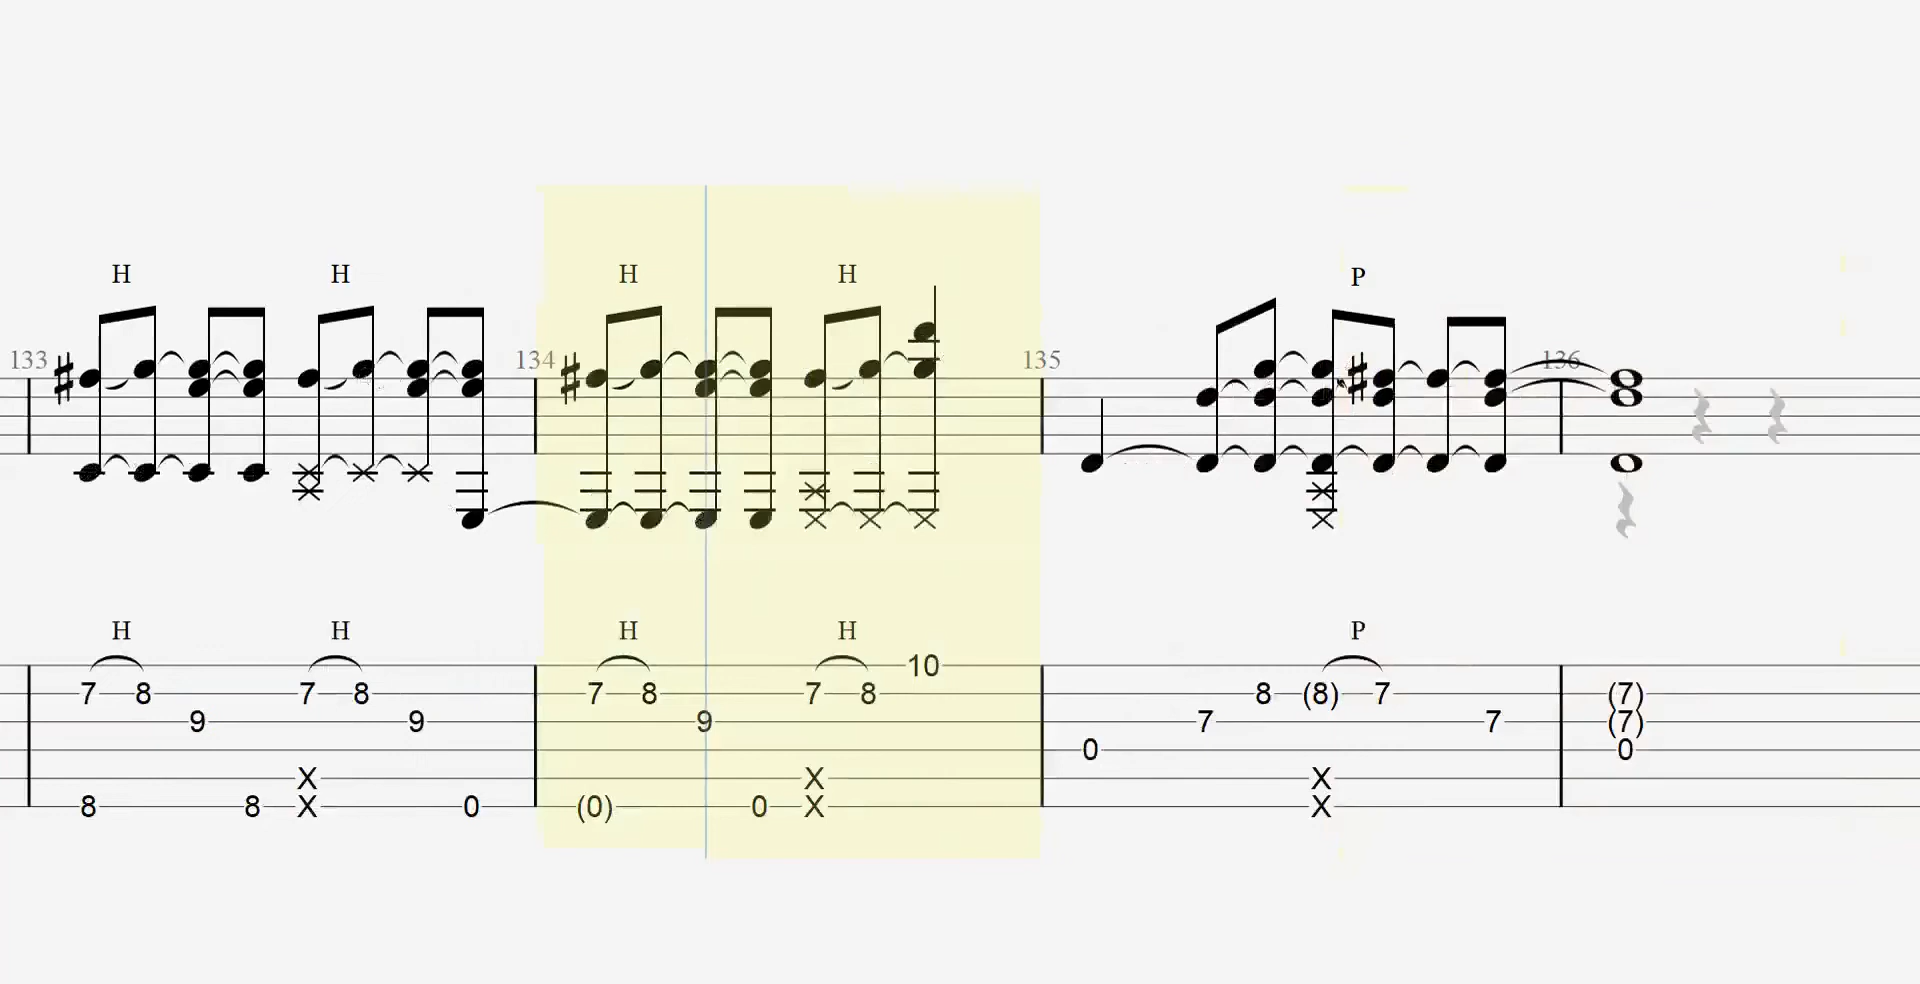 H H H H P
133 134 135 136
H H H H P
10
7 8 7 8 7 8 7 8 8 (8) 7 (7)
9 9 9 7 7 (7)
0 0
X X X
8 8 X 0 (0) 0 X X